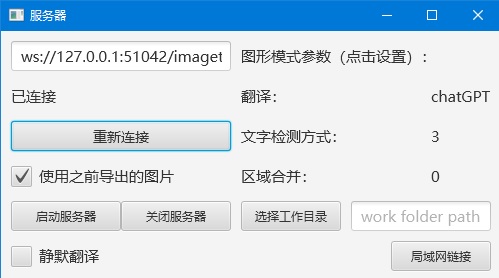 服务器
ws://127.0.0.1:51042/imaget 图形模式参数（点击设置）：
已连接 翻译： chatGPT
重新连接 文字检测方式： 3
使用之前导出的图片 区域合并： 0
启动服务器 关闭服务器 选择工作目录 work folder path
静默翻译 局域网链接